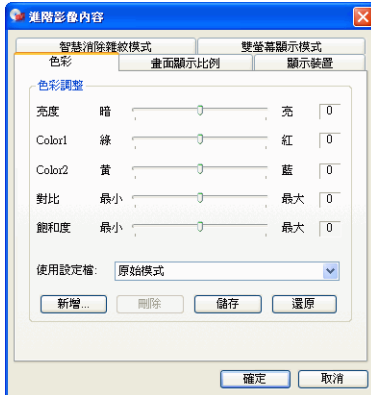 進階影像內容
智慧消除雜紋模式 雙螢幕顯示模式
色彩 畫面顯示比例 顯示裝置
色彩調整
亮度 暗 亮 0
Color1 綠 紅 0
Color2 黃 藍 0
對比 最小 最大 0
飽和度 最小 最大 0
使用設定檔: 原始模式
新增... 刪除 儲存 還原
確定 取消